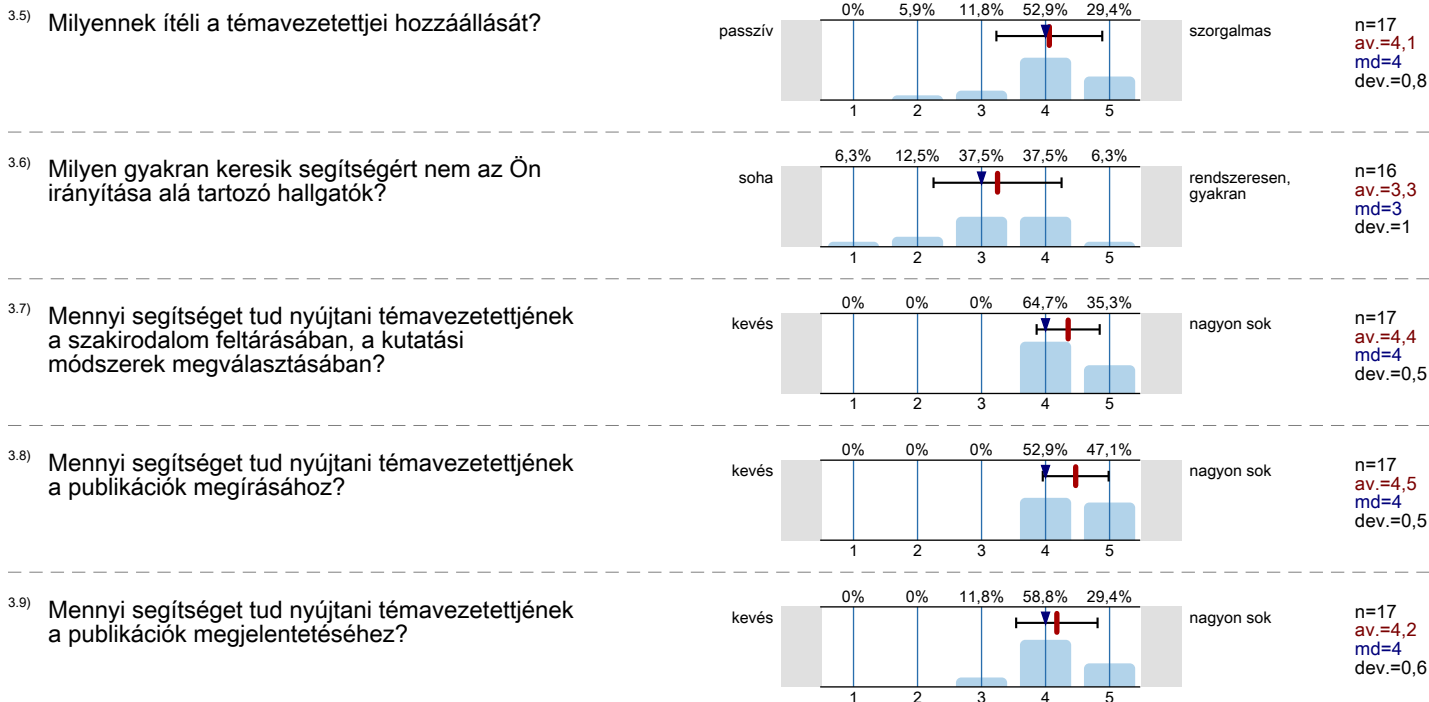 3.5) Milyennek ítéli a témavezetettjei hozzáállását?
passzív
0% 5,9% 11,8% 52,9% 29,4%
1 2 3 4 5
szorgalmas
n=17
av.=4,1
md=4
dev.=0,8
3.6) Milyen gyakran keresik segítségért nem az Ön
irányítása alá tartozó hallgatók?
soha
6,3% 12,5% 37,5% 37,5% 6,3%
1 2 3 4 5
rendszeresen,
gyakran
n=16
av.=3,3
md=3
dev.=1
3.7) Mennyi segítséget tud nyújtani témavezetettjének
a szakirodalom feltárásában, a kutatási
módszerek megválasztásában?
kevés
0% 0% 0% 64,7% 35,3%
1 2 3 4 5
nagyon sok
n=17
av.=4,4
md=4
dev.=0,5
3.8) Mennyi segítséget tud nyújtani témavezetettjének
a publikációk megírásához?
kevés
0% 0% 0% 52,9% 47,1%
1 2 3 4 5
nagyon sok
n=17
av.=4,5
md=4
dev.=0,5
3.9) Mennyi segítséget tud nyújtani témavezetettjének
a publikációk megjelentetéséhez?
kevés
0% 0% 11,8% 58,8% 29,4%
1 2 3 4 5
nagyon sok
n=17
av.=4,2
md=4
dev.=0,6